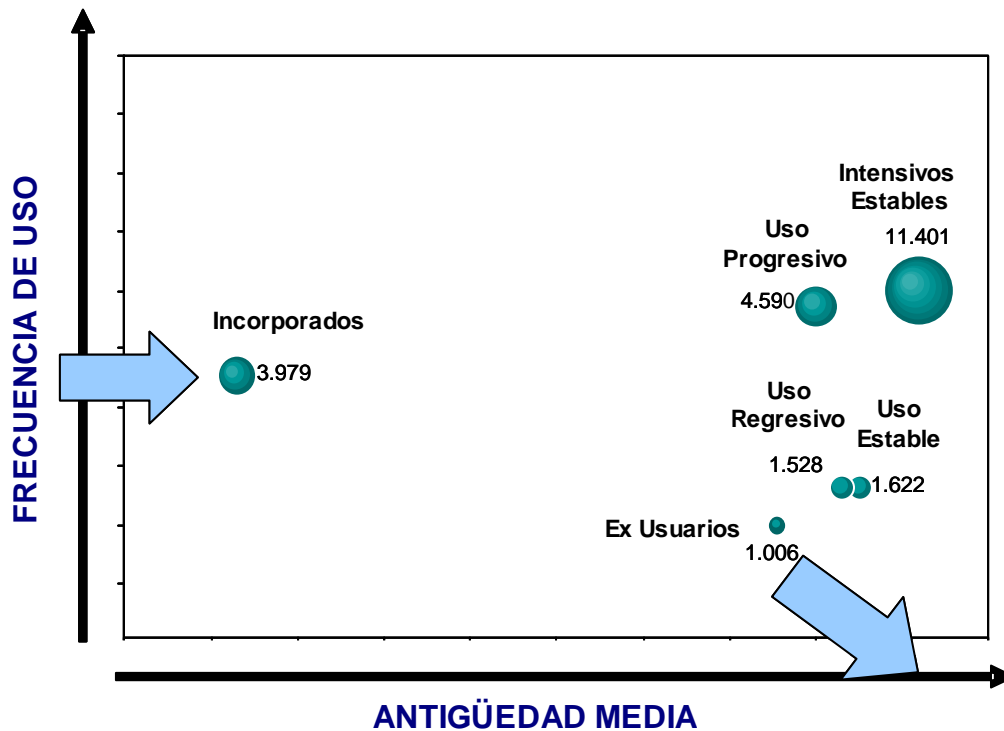 FRECUENCIA DE USO
Intensivos
Estables
11.401
Uso
Progresivo
4.590
Incorporados
3.979
Uso
Regresivo
1.528
Uso
Estable
1.622
Ex Usuarios
1.006
ANTIGÜEDAD MEDIA